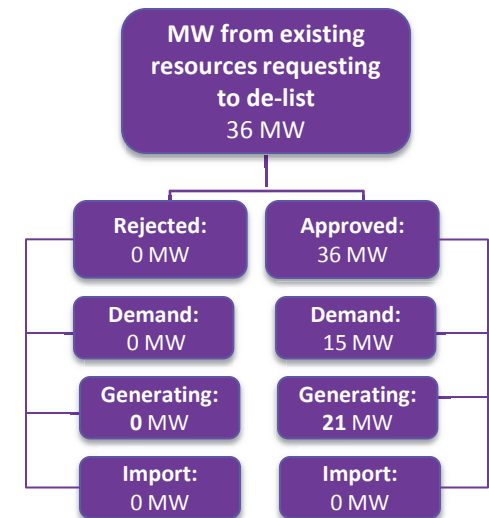 MW from existing
resources requesting
to de-list
36 MW
Rejected:
0 MW
Approved:
36 MW
Demand:
0 MW
Demand:
15 MW
Generating:
0 MW
Generating:
21 MW
Import:
0 MW
Import:
0 MW